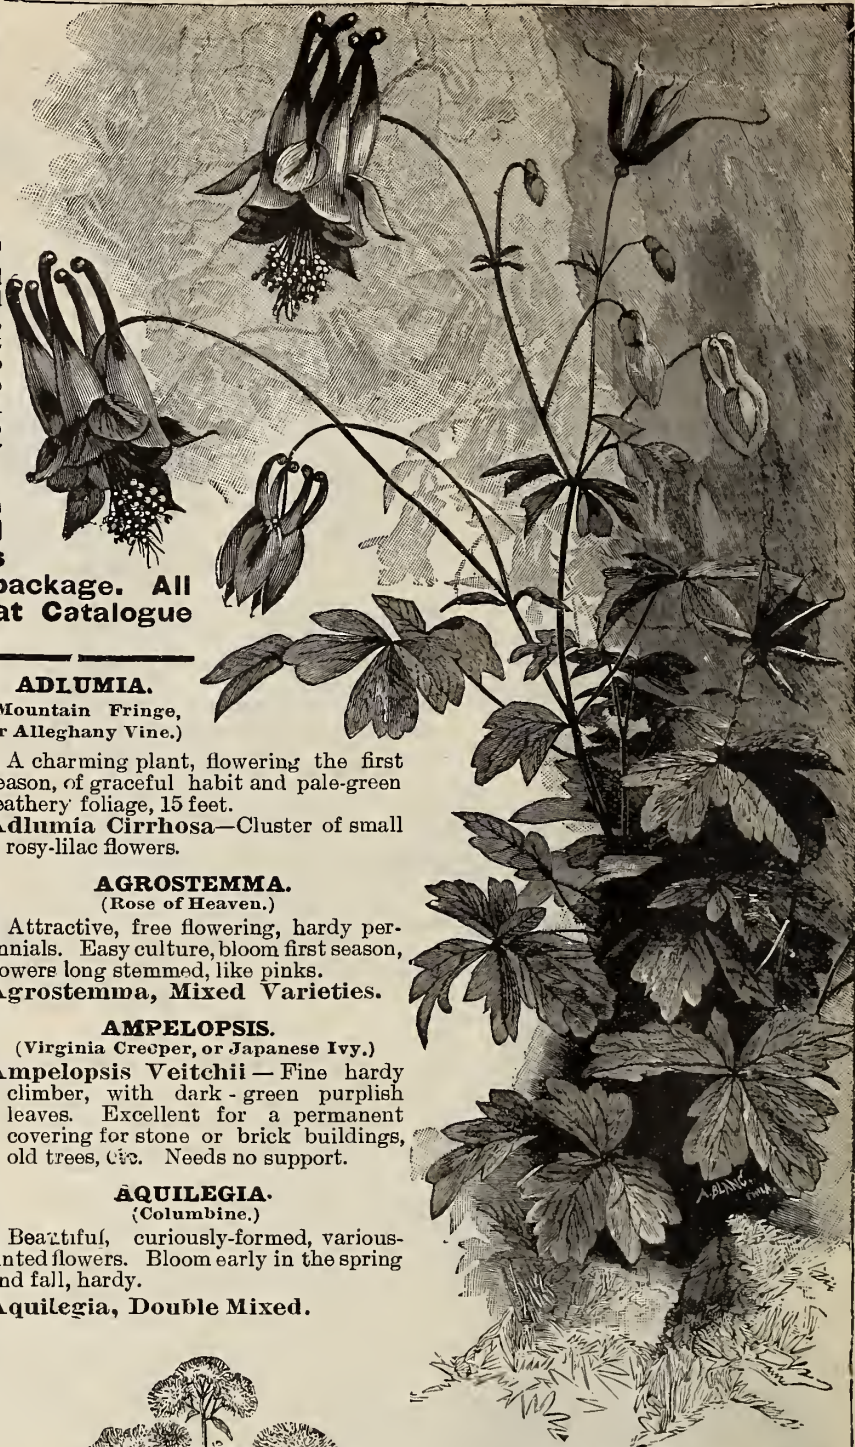 s
package. All
at Catalogue
ADLUMIA.
Mountain Fringe,
r Alleghany Vine.)
A charming plant, flowering the first
eason, of graceful habit and pale-green
eathery foliage, 15 feet.
dlumia Cirrhosa—Cluster of small
rosy-lilac flowers.
AGROSTEMMA.
(Rose of Heaven.)
Attractive, free flowering, hardy per-
nnials. Easy culture, bloom first season,
owers long stemmed, like pinks.
grostemma, Mixed Varieties.
AMPELOPSIS.
(Virginia Creeper, or Japanese Ivy.)
mpelopsis Veitchii — Fine hardy
climber, with dark - green purplish
leaves. Excellent for a permanent
covering for stone or brick buildings,
old trees, etc. Needs no support.
AQUILEGIA.
(Columbine.)
Beautiful, curiously-formed, various-
nted flowers. Bloom early in the spring
nd fall, hardy.
quilegia, Double Mixed.
A. BLANC.
PHILA.